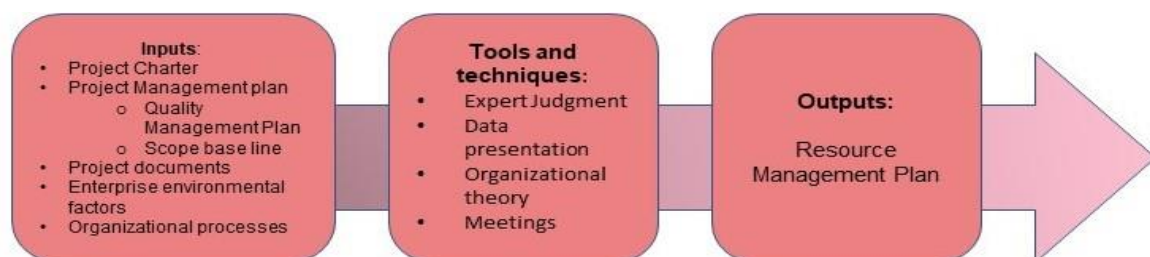 Inputs:
• Project Charter
• Project Management plan
o Quality
Management Plan
o Scope base line
• Project documents
• Enterprise environmental
factors
• Organizational processes
Tools and
techniques:
• Expert Judgment
• Data
presentation
• Organizational
theory
• Meetings
Outputs:
Resource
Management Plan